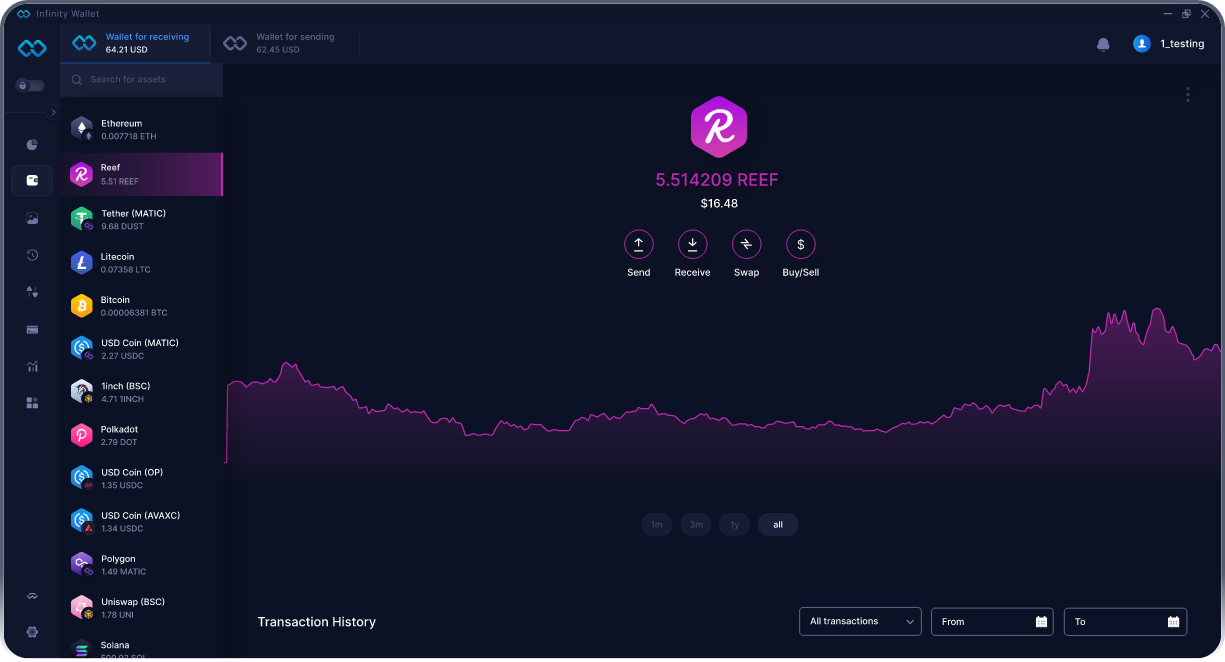 Infinity Wallet
Wallet for receiving
64.21 USD
Wallet for sending
62.45 USD
1_testing
Search for assets
Ethereum
0.007718 ETH
Reef
5.51 REEF
Tether (MATIC)
9.68 DUST
Litecoin
0.07358 LTC
Bitcoin
0.00006381 BTC
USD Coin (MATIC)
2.27 USDC
1inch (BSC)
4.71 1INCH
Polkadot
2.79 DOT
USD Coin (OP)
1.35 USDC
USD Coin (AVAXC)
1.34 USDC
Polygon
1.49 MATIC
Uniswap (BSC)
1.78 UNI
Solana
5.514209 REEF
$16.48
Send
Receive
Swap
Buy/Sell
1m
3m
1y
all
Transaction History
All transactions
From
To